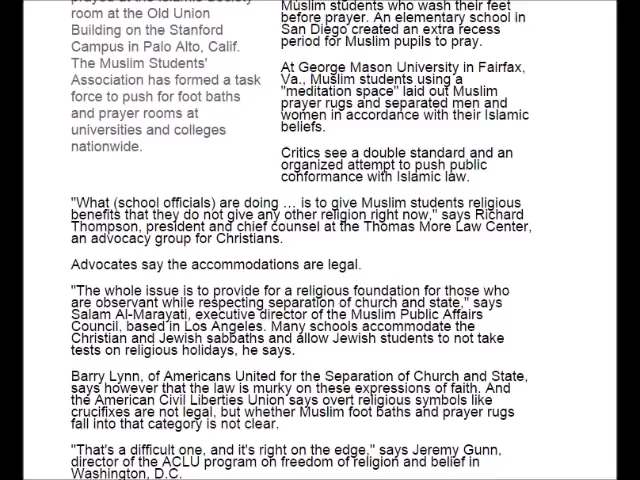 prayed at the Islamic Society
room at the Old Union
Building on the Stanford
Campus in Palo Alto, Calif.
The Muslim Students'
Association has formed a task
force to push for foot baths
and prayer rooms at
universities and colleges
nationwide.
Muslim students who wash their feet
before prayer. An elementary school in
San Diego created an extra recess
period for Muslim pupils to pray.
At George Mason University in Fairfax,
Va., Muslim students using a
"meditation space" laid out Muslim
prayer rugs and separated men and
women in accordance with their Islamic
beliefs.
Critics see a double standard and an
organized attempt to push public
conformance with Islamic law.
"What (school officials) are doing … is to give Muslim students religious
benefits that they do not give any other religion right now," says Richard
Thompson, president and chief counsel at the Thomas More Law Center,
an advocacy group for Christians.
Advocates say the accommodations are legal.
"The whole issue is to provide for a religious foundation for those who
are observant while respecting separation of church and state," says
Salam Al-Marayati, executive director of the Muslim Public Affairs
Council, based in Los Angeles. Many schools accommodate the
Christian and Jewish sabbaths and allow Jewish students to not take
tests on religious holidays, he says.
Barry Lynn, of Americans United for the Separation of Church and State,
says however that the law is murky on these expressions of faith. And
the American Civil Liberties Union says overt religious symbols like
crucifixes are not legal, but whether Muslim foot baths and prayer rugs
fall into that category is not clear.
"That's a difficult one, and it's right on the edge," says Jeremy Gunn,
director of the ACLU program on freedom of religion and belief in
Washington, D.C.